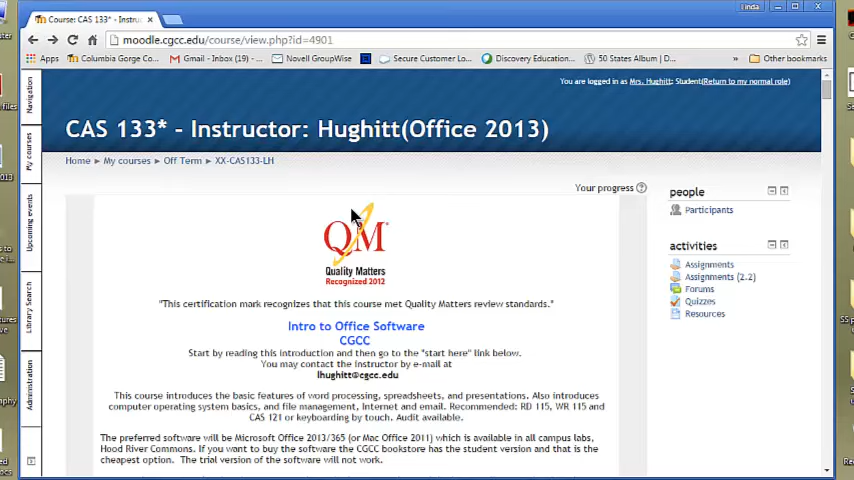 Linda
Course: CAS 133* - Instru
moodle.cgcc.edu/course/view.php?id=4901
Apps Columbia Gorge Co... Gmail - Inbox (19) - ... Novell GroupWise Secure Customer Lo... Discovery Education... 50 States Album | D... » Other bookmarks
You are logged in as Mrs. Hughitt: Student(Return to my normal role)
Navigation
My courses
Upcoming events
Library Search
Administration
CAS 133* - Instructor: Hughitt(Office 2013)
Home ► My courses ► Off Term ► XX-CAS133-LH
Your progress
QM
Quality Matters
Recognized 2012
"This certification mark recognizes that this course met Quality Matters review standards."
Intro to Office Software
CGCC
Start by reading this introduction and then go to the "start here" link below.
You may contact the instructor by e-mail at
lhughitt@cgcc.edu
This course introduces the basic features of word processing, spreadsheets, and presentations. Also introduces
computer operating system basics, and file management, Internet and email. Recommended: RD 115, WR 115 and
CAS 121 or keyboarding by touch. Audit available.
The preferred software will be Microsoft Office 2013/365 (or Mac Office 2011) which is available in all campus labs,
Hood River Commons. If you want to buy the software the CGCC bookstore has the student version and that is the
cheapest option. The trial version of the software will not work.
people
Participants
activities
Assignments
Assignments (2.2)
Forums
Quizzes
Resources
files
2013